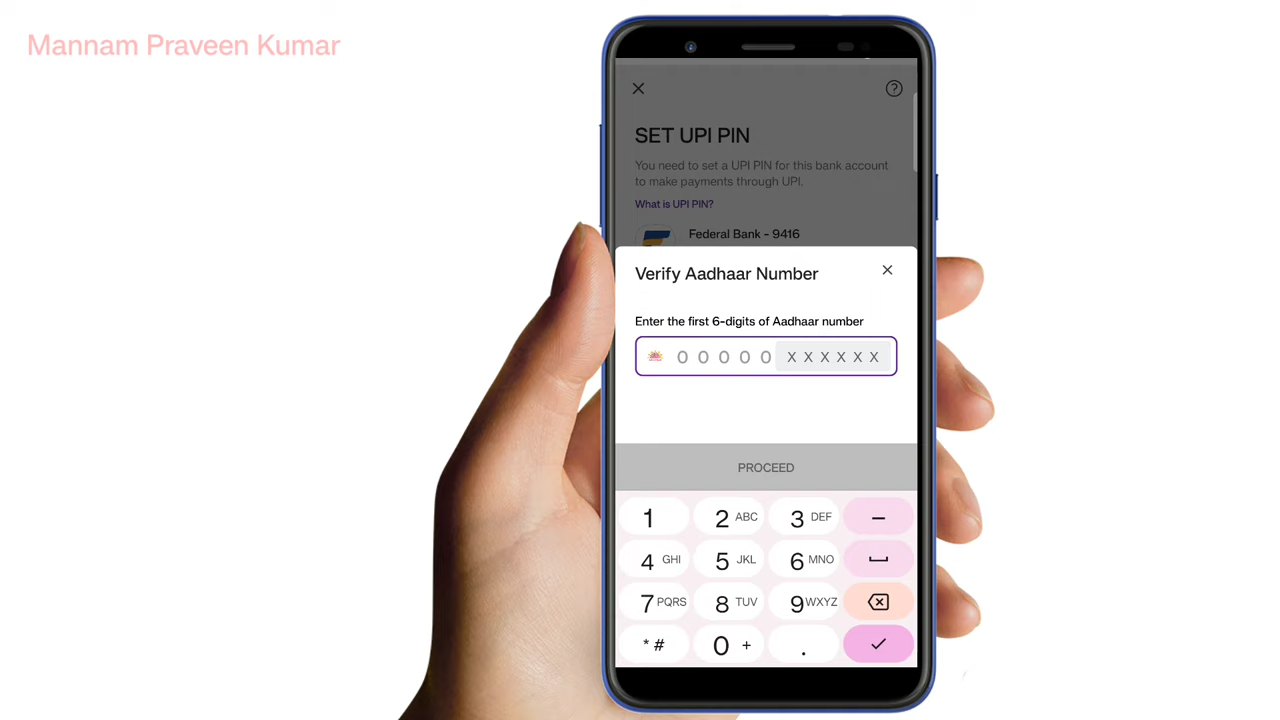 Mannam Praveen Kumar
SET UPI PIN
You need to set a UPI PIN for this bank account
to make payments through UPI.
What is UPI PIN?
Federal Bank - 9416
Verify Aadhaar Number
Enter the first 6-digits of Aadhaar number
0 0 0 0 0 X X X X X X
PROCEED
1 2 ABC 3 DEF –
4 GHI 5 JKL 6 MNO
7 PQRS 8 TUV 9 WXYZ
* # 0 + .